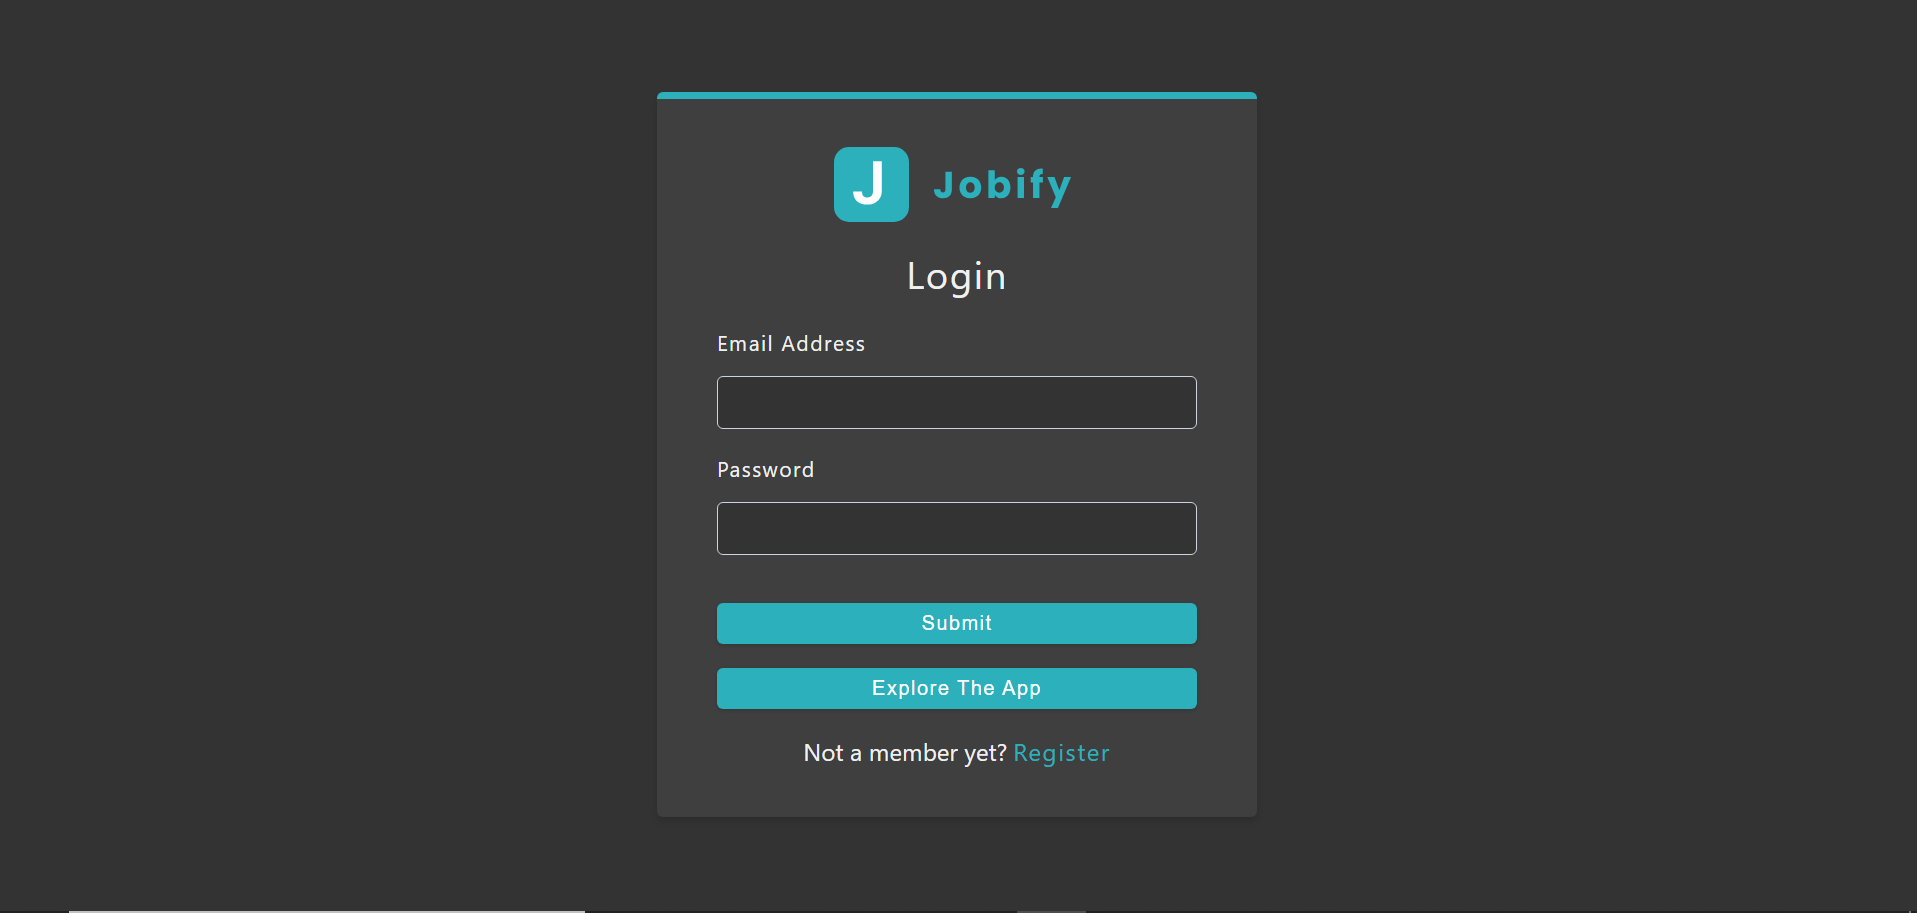 J Jobify
Login
Email Address
Password
Submit
Explore The App
Not a member yet? Register